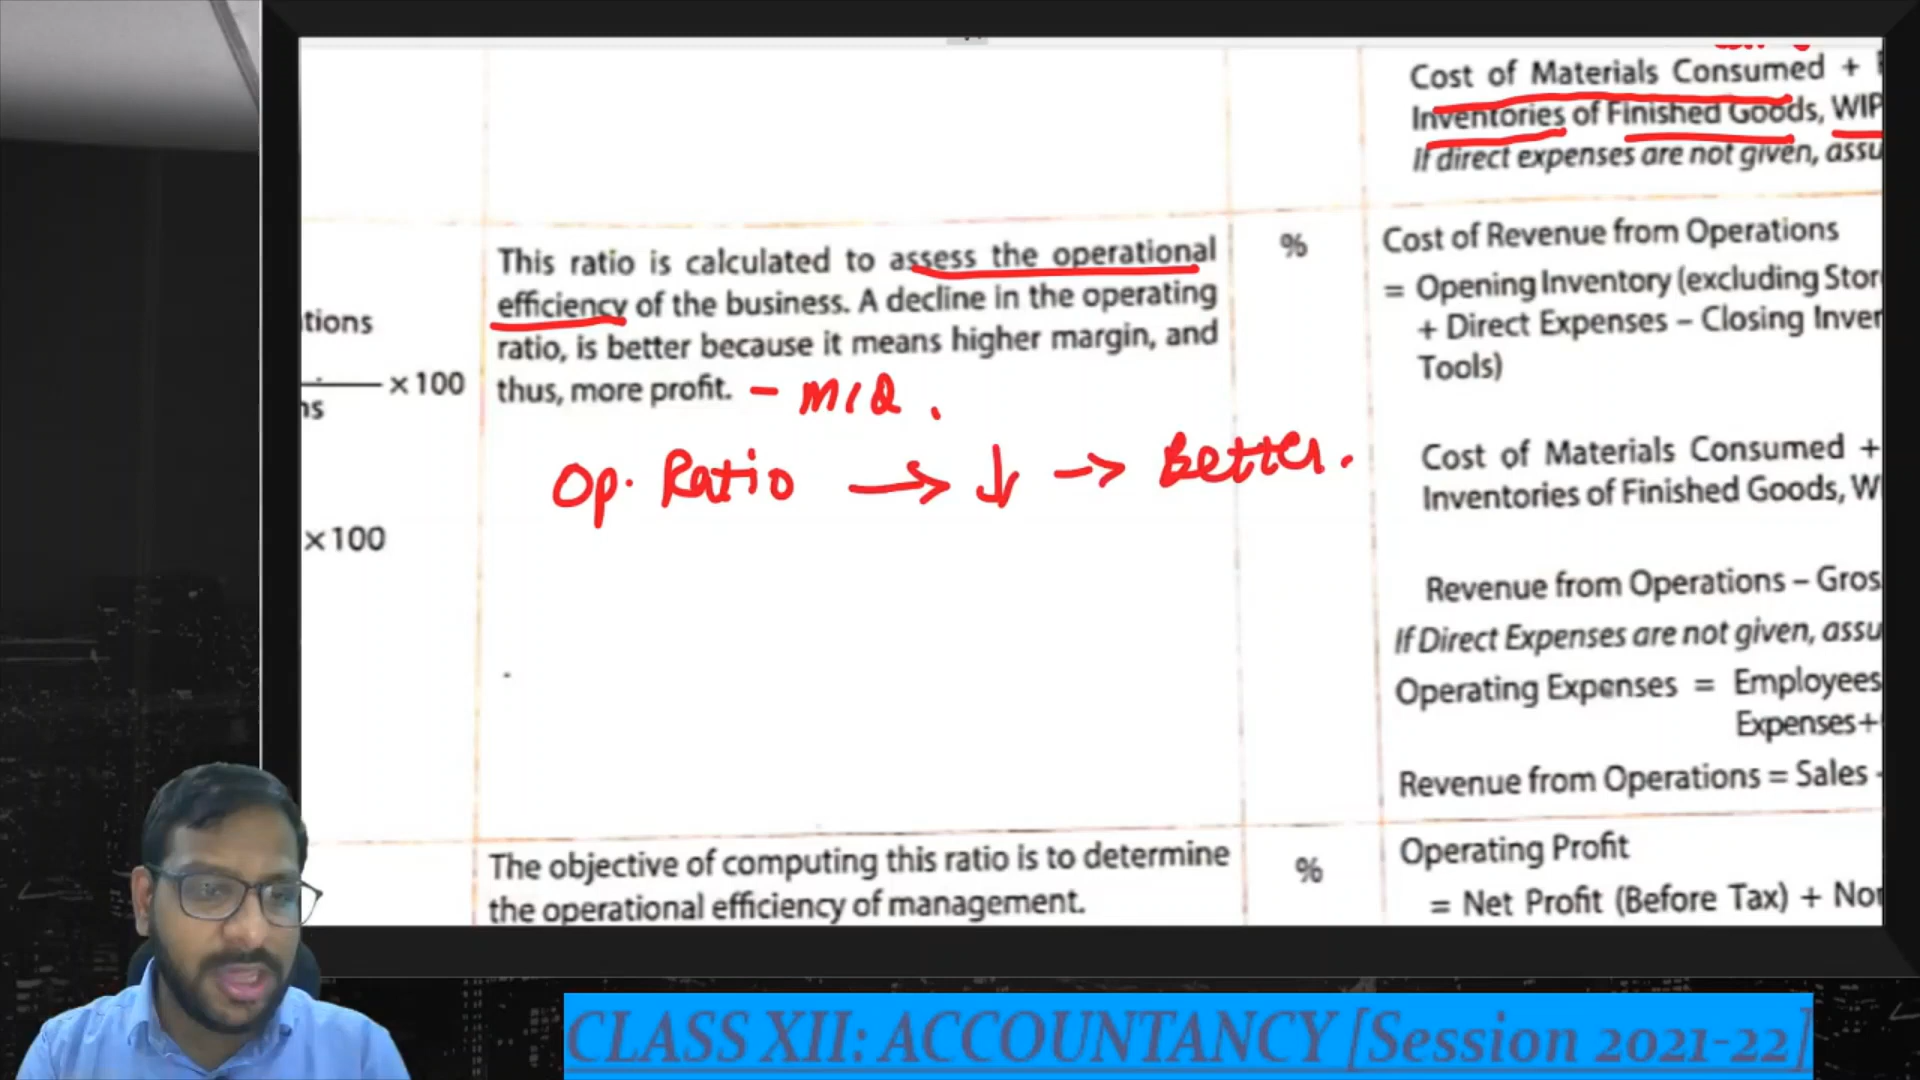 Cost of Materials Consumed +
Inventories of Finished Goods, WIP
If direct expenses are not given, assu
This ratio is calculated to assess the operational
efficiency of the business. A decline in the operating
ratio, is better because it means higher margin, and
thus, more profit. – MCQ.
Op. Ratio → ↓ → Better.
tions
× 100
ns
× 100
%
Cost of Revenue from Operations
= Opening Inventory (excluding Stor
+ Direct Expenses – Closing Inver
Tools)
Cost of Materials Consumed +
Inventories of Finished Goods, W
Revenue from Operations – Gros
If Direct Expenses are not given, assu
Operating Expenses = Employees
Expenses+
Revenue from Operations = Sales -
The objective of computing this ratio is to determine
the operational efficiency of management.
%
Operating Profit
= Net Profit (Before Tax) + Non
CLASS XII: ACCOUNTANCY [Session 2021-22]